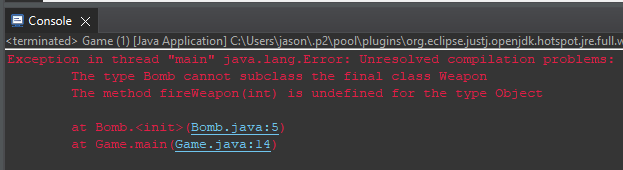 Console
<terminated> Game (1) [Java Application] C:\Users\jason\.p2\pool\plugins\org.eclipse.justj.openjdk.hotspot.jre.full.w
Exception in thread "main" java.lang.Error: Unresolved compilation problems:
The type Bomb cannot subclass the final class Weapon
The method fireWeapon(int) is undefined for the type Object
at Bomb.<init>(Bomb.java:5)
at Game.main(Game.java:14)